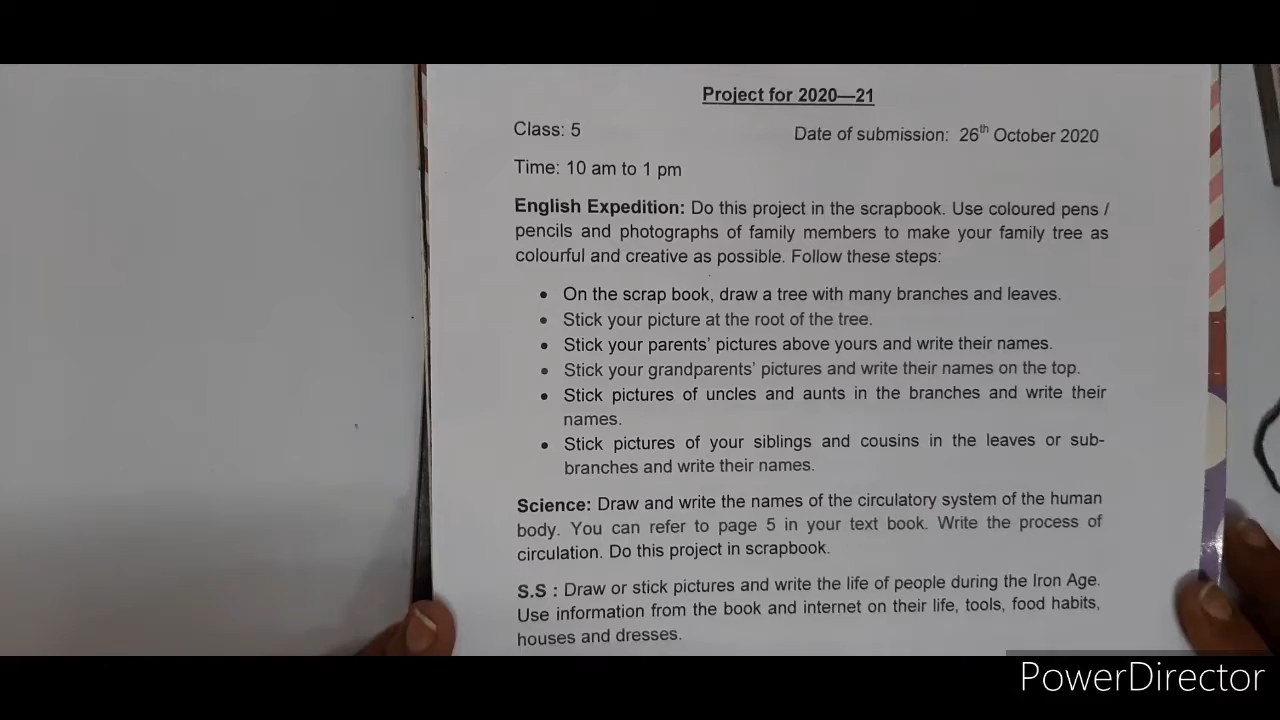 Project for 2020—21
Class: 5 Date of submission: 26th October 2020
Time: 10 am to 1 pm
English Expedition: Do this project in the scrapbook. Use coloured pens /
pencils and photographs of family members to make your family tree as
colourful and creative as possible. Follow these steps:
• On the scrap book, draw a tree with many branches and leaves.
• Stick your picture at the root of the tree.
• Stick your parents' pictures above yours and write their names.
• Stick your grandparents' pictures and write their names on the top.
• Stick pictures of uncles and aunts in the branches and write their
names.
• Stick pictures of your siblings and cousins in the leaves or sub-
branches and write their names.
Science: Draw and write the names of the circulatory system of the human
body. You can refer to page 5 in your text book. Write the process of
circulation. Do this project in scrapbook.
S.S : Draw or stick pictures and write the life of people during the Iron Age.
Use information from the book and internet on their life, tools, food habits,
houses and dresses.
PowerDirector